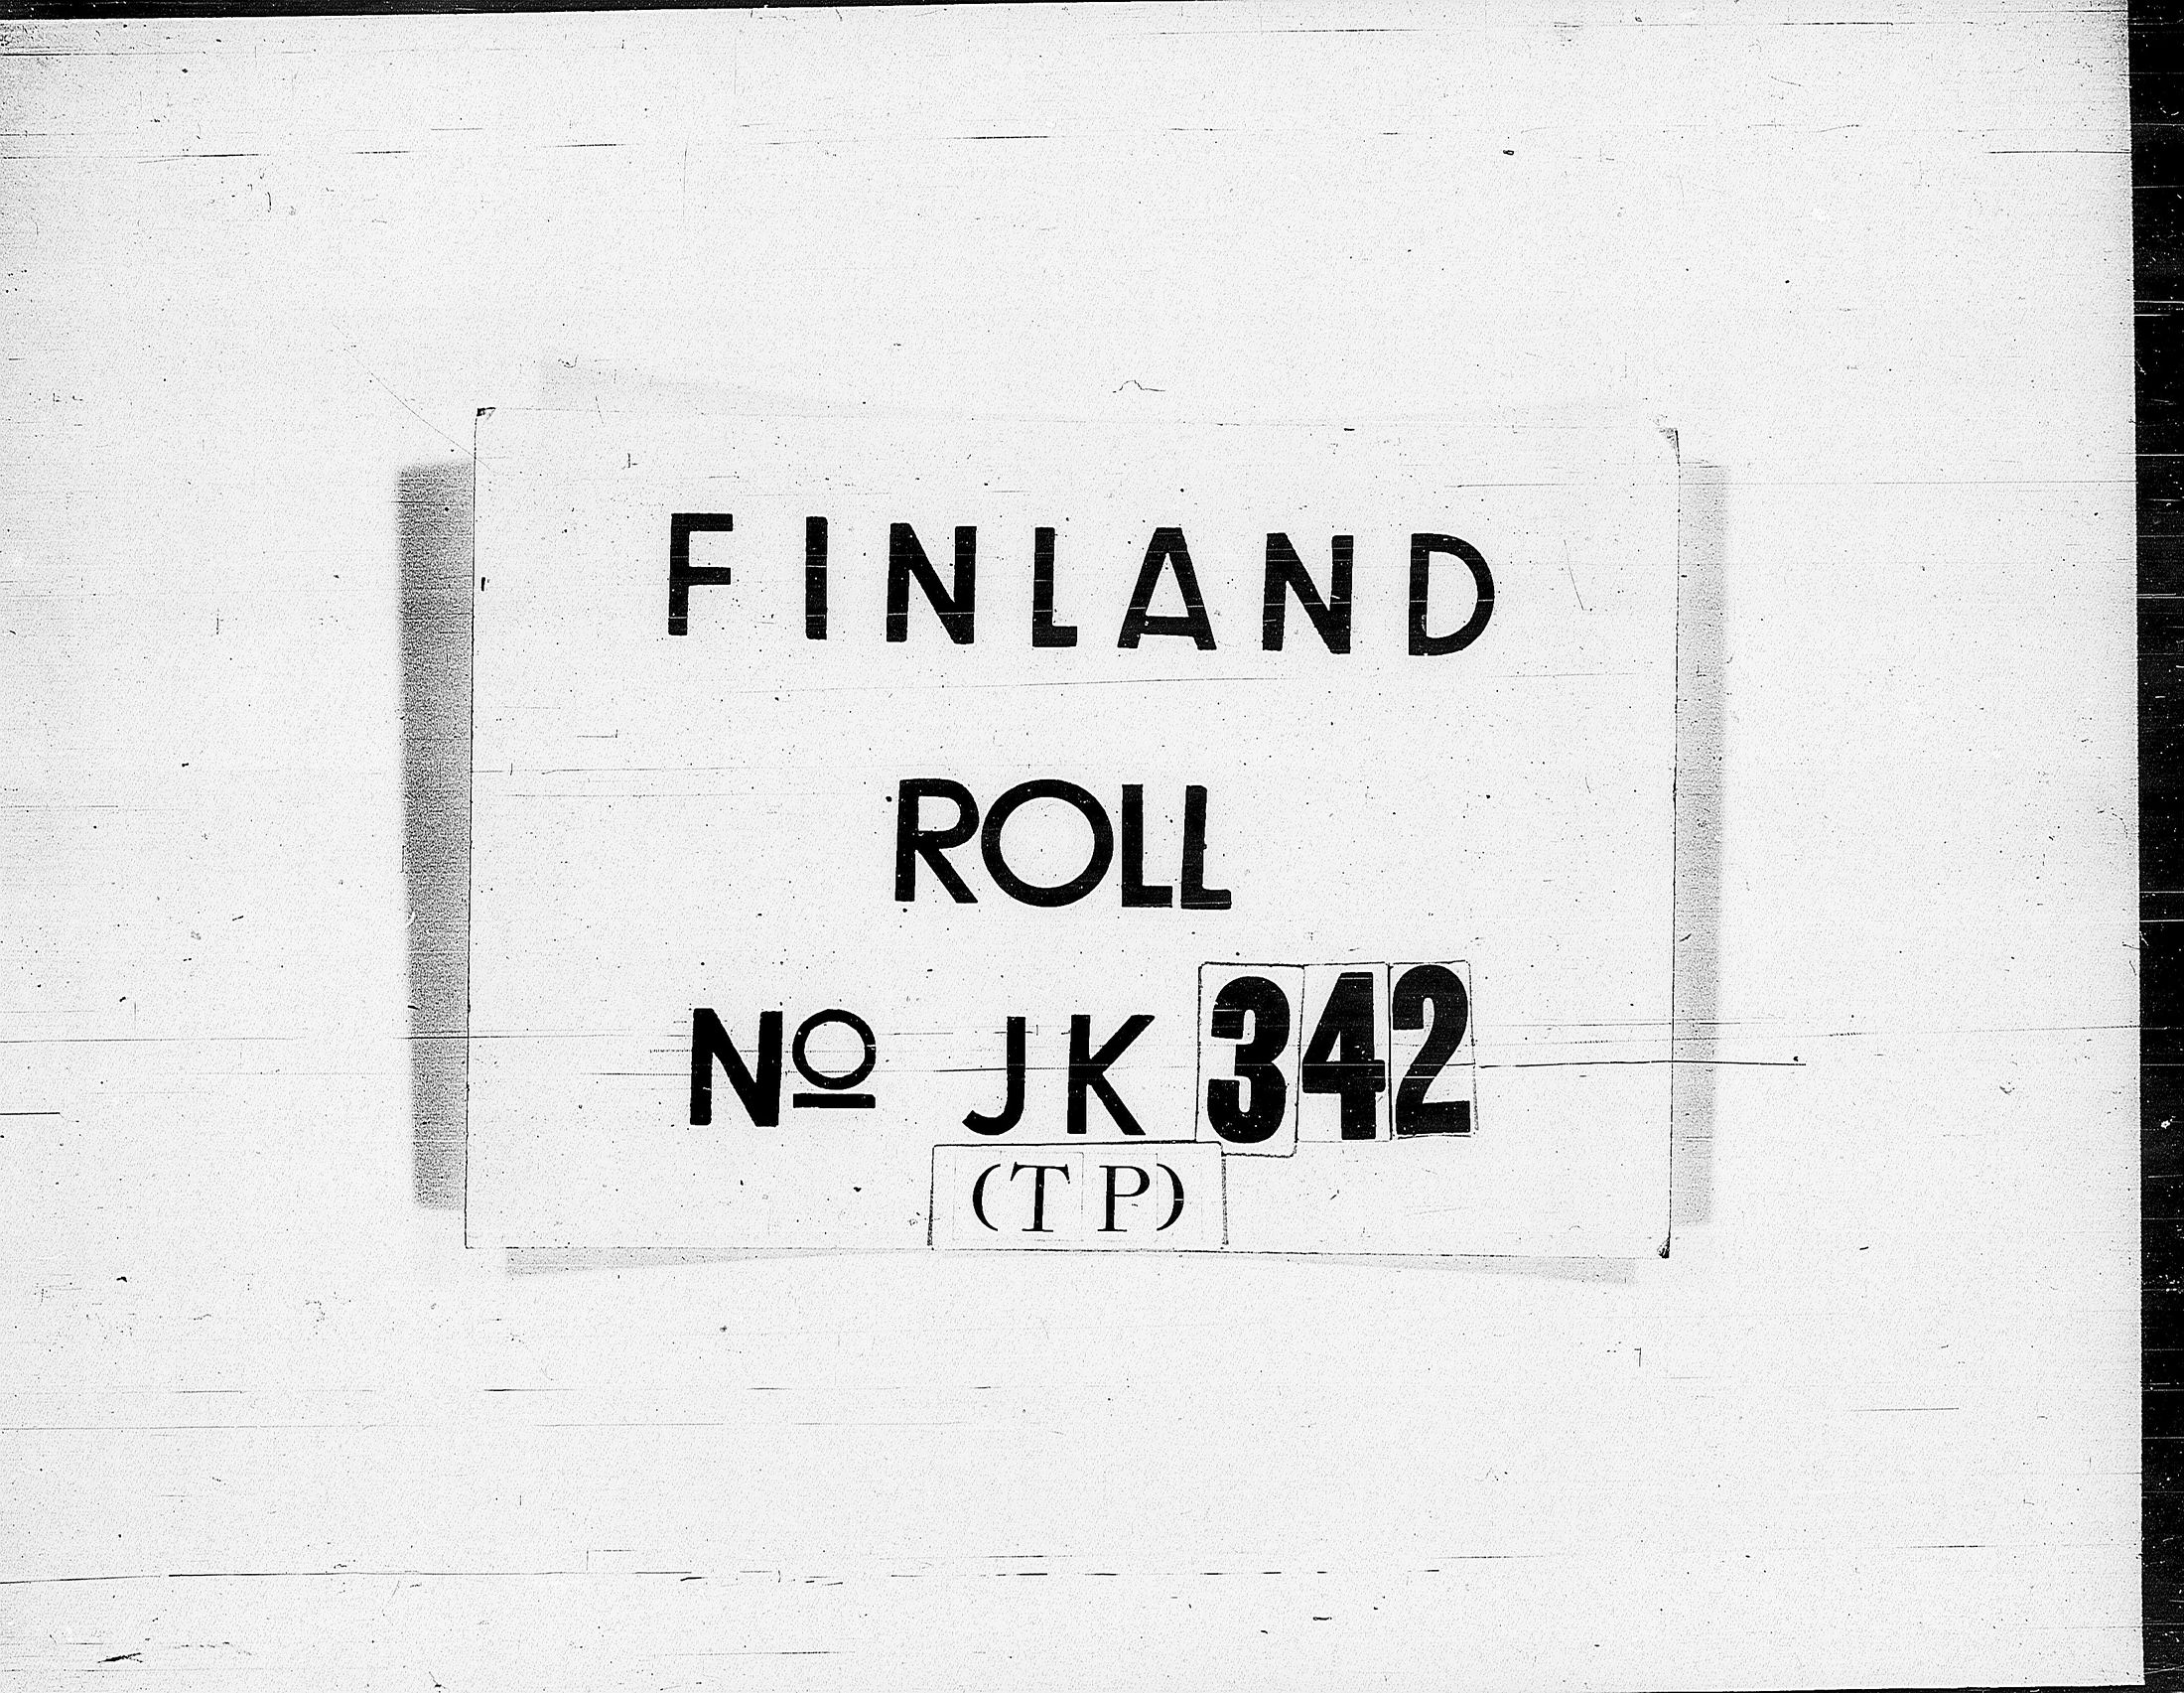 FINLAND
ROLL
Nº JK 342
(TP)